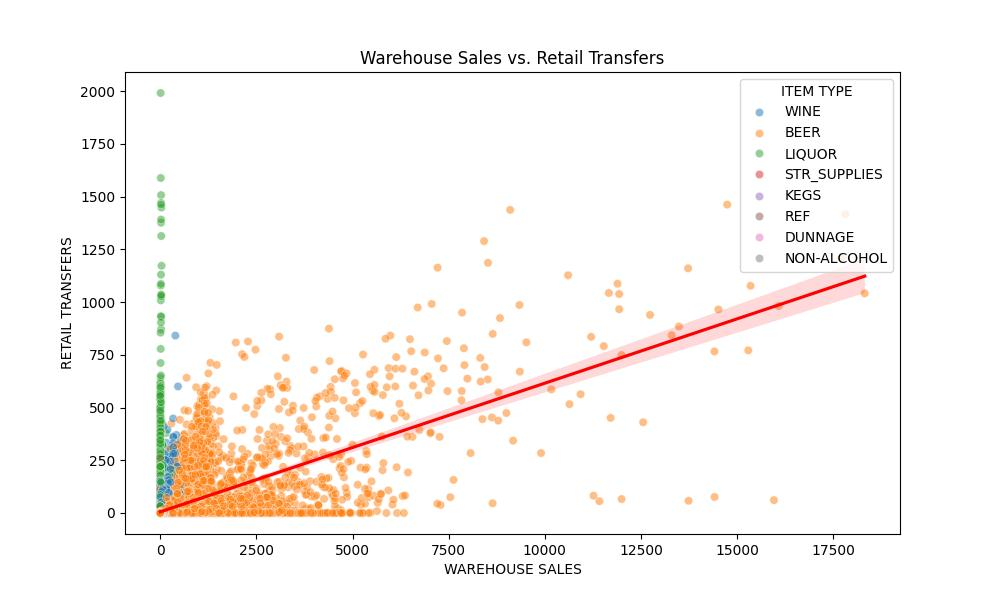 Warehouse Sales vs. Retail Transfers
2000
1750
1500
1250
1000
750
500
250
0
RETAIL TRANSFERS
ITEM TYPE
WINE
BEER
LIQUOR
STR_SUPPLIES
KEGS
REF
DUNNAGE
NON-ALCOHOL
0
2500
5000
7500
10000
12500
15000
17500
WAREHOUSE SALES